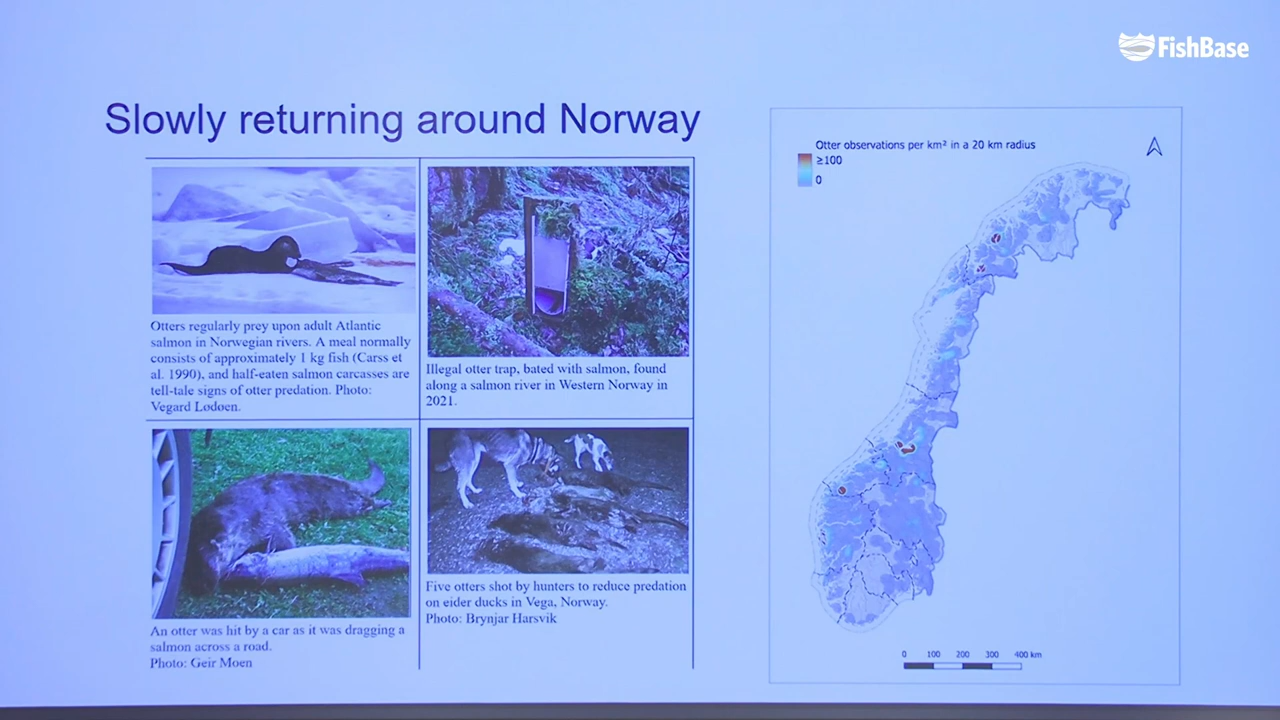 FishBase
Slowly returning around Norway
Otters regularly prey upon adult Atlantic
salmon in Norwegian rivers. A meal normally
consists of approximately 1 kg fish (Carss et
al. 1990), and half-eaten salmon carcasses are
tell-tale signs of otter predation. Photo:
Vegard Lødøen.
Illegal otter trap, bated with salmon, found
along a salmon river in Western Norway in
2021.
An otter was hit by a car as it was dragging a
salmon across a road.
Photo: Geir Moen
Five otters shot by hunters to reduce predation
on eider ducks in Vega, Norway.
Photo: Brynjar Harsvik
Otter observations per km² in a 20 km radius
≥100
0
0 100 200 300 400 km